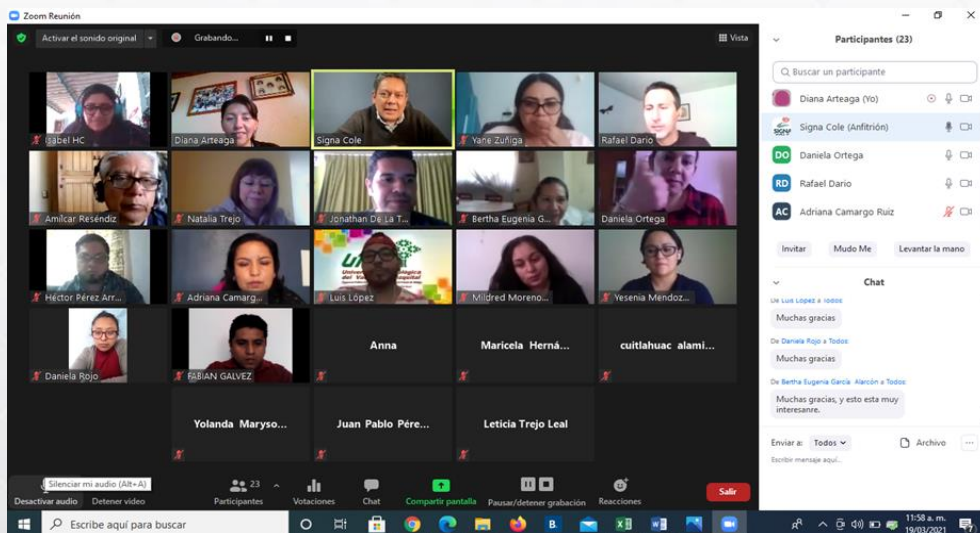 Zoom Reunión
Activar el sonido original
Grabando...
Vista
Isabel HC
Diana Arteaga
Signa Cole
Yane Zuñiga
Rafael Dario
Amilcar Reséndiz
Natalia Trejo
Jonathan De La T...
Bertha Eugenia G...
Daniela Ortega
Héctor Pérez Arr...
Adriana Camarg...
Luis López
Mildred Moreno...
Yesenia Mendoz...
Daniela Rojo
FABIAN GALVEZ
Anna
Maricela Herná...
cuitlahuac alami...
Yolanda Maryso...
Juan Pablo Pére...
Leticia Trejo Leal
Silenciar mi audio (Alt+A)
Desactivar audio
Detener video
23
Participantes
Votaciones
Chat
Compartir pantalla
Pausar/detener grabación
Reacciones
Salir
Participantes (23)
Buscar un participante
Diana Arteaga (Yo)
Signa Cole (Anfitrión)
DO Daniela Ortega
RD Rafael Dario
AC Adriana Camargo Ruiz
Invitar
Mudo Me
Levantar la mano
Chat
De Luis López a Todos:
Muchas gracias
De Daniela Rojo a Todos:
Muchas gracias
De Bertha Eugenia García Alarcón a Todos:
Muchas gracias, y esto esta muy
interesanre.
Enviar a: Todos
Archivo
Escribir mensaje aquí...
Escribe aquí para buscar
11:58 a. m.
19/03/2021